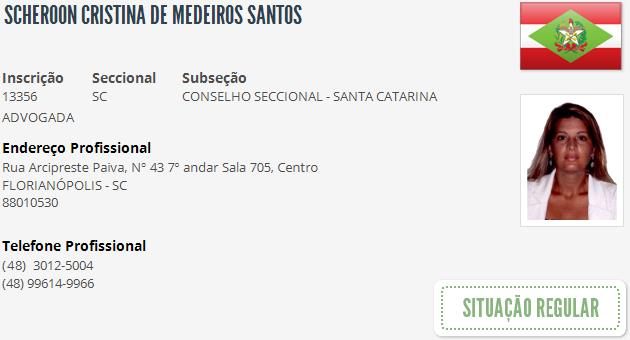 SCHEROON CRISTINA DE MEDEIROS SANTOS
Inscrição Seccional Subseção
13356 SC CONSELHO SECCIONAL - SANTA CATARINA
ADVOGADA
Endereço Profissional
Rua Arcipreste Paiva, Nº 43 7º andar Sala 705, Centro
FLORIANÓPOLIS - SC
88010530
Telefone Profissional
(48) 3012-5004
(48) 99614-9966
SITUAÇÃO REGULAR